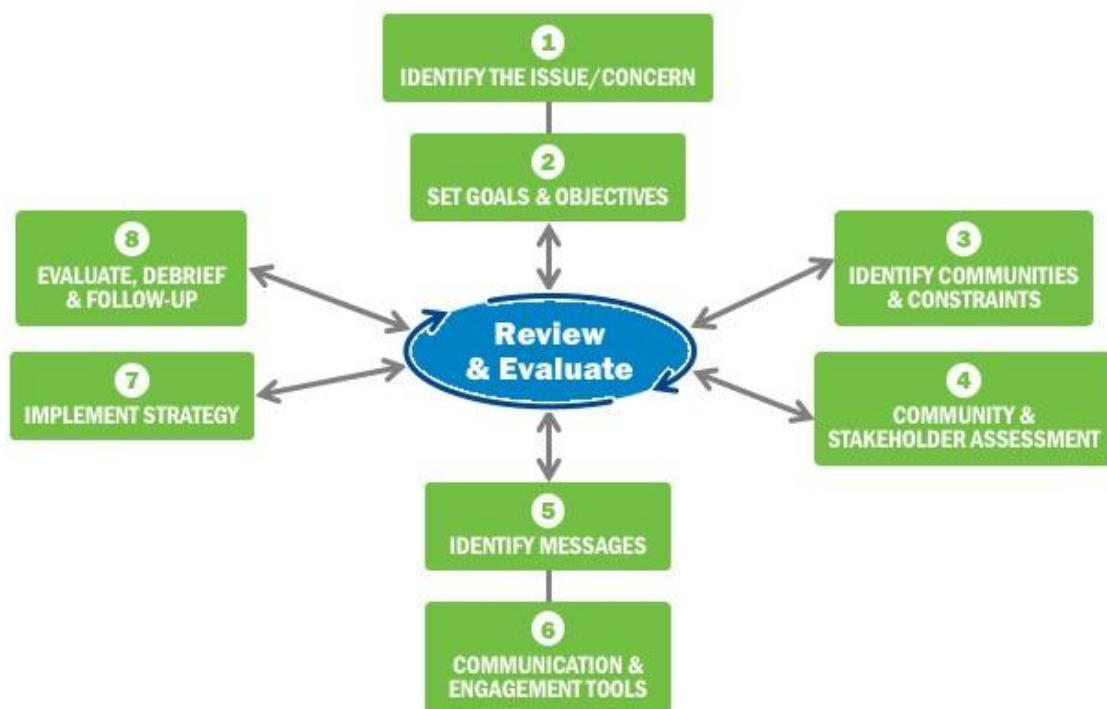 1
IDENTIFY THE ISSUE/CONCERN
2
SET GOALS & OBJECTIVES
3
IDENTIFY COMMUNITIES
& CONSTRAINTS
4
COMMUNITY &
STAKEHOLDER ASSESSMENT
5
IDENTIFY MESSAGES
6
COMMUNICATION &
ENGAGEMENT TOOLS
7
IMPLEMENT STRATEGY
8
EVALUATE, DEBRIEF
& FOLLOW-UP
Review
& Evaluate